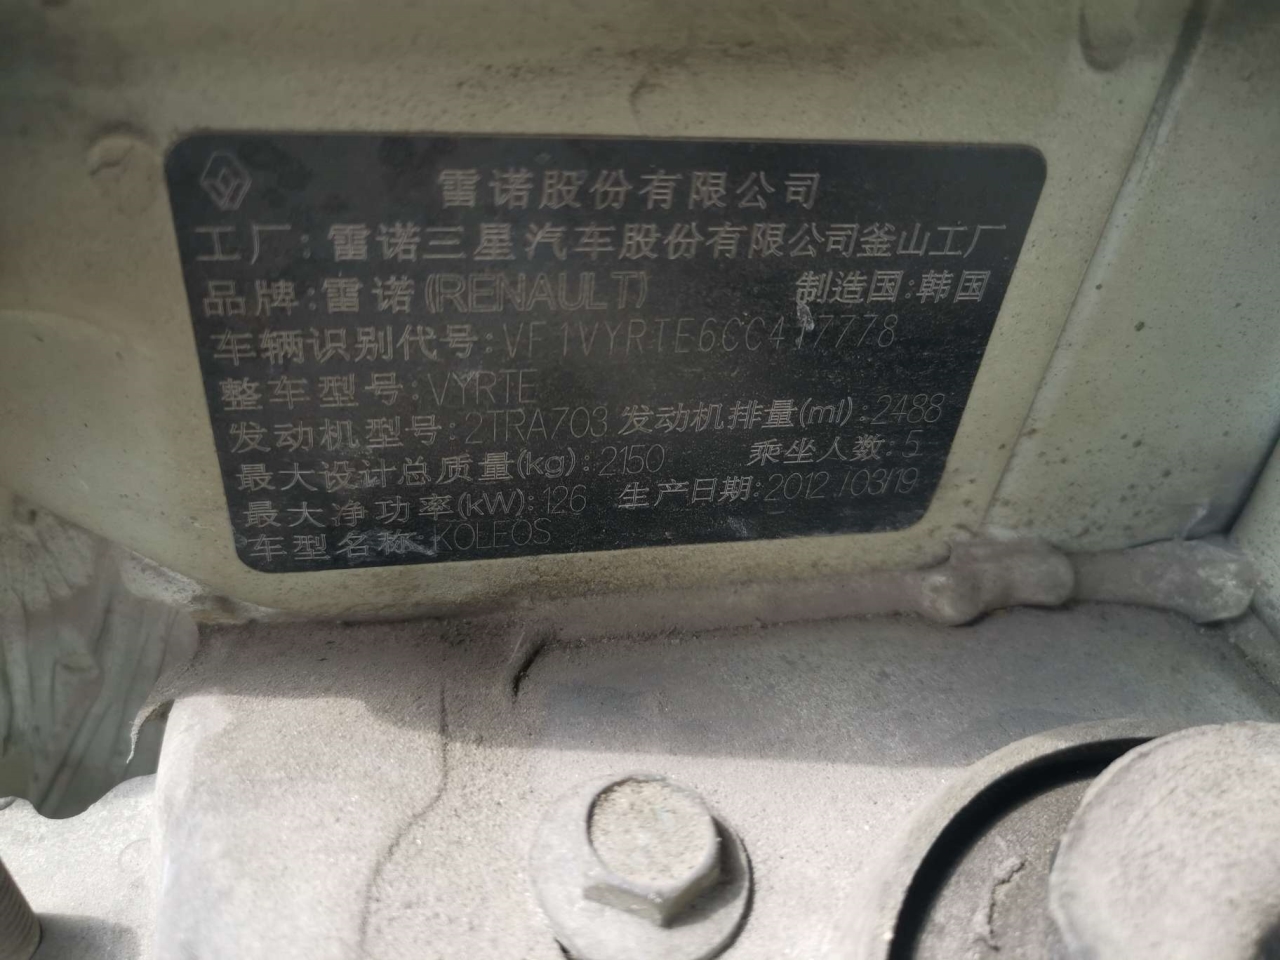 雷诺股份有限公司
工厂：雷诺三星汽车股份有限公司釜山工厂
品牌：雷诺(RENAULT) 制造国：韩国
车辆识别代号：VF1VYRTE6CC417778
整车型号：VYRTE
发动机型号：2TRA703 发动机排量(ml)：2488
最大设计总质量(kg)：2150 乘坐人数：5
最大净功率(kW)：126 生产日期：2012/03/19
车型名称：KOLEOS